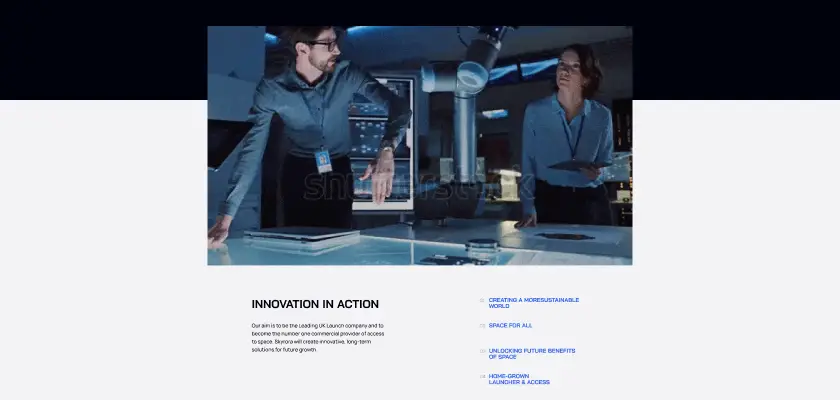 shutterstock
INNOVATION IN ACTION
Our aim is to be the Leading UK Launch company and to
become the number one commercial provider of access
to space. Skyrora will create innovative, long-term
solutions for future growth
01 CREATING A MORESUSTAINABLE
WORLD
02 SPACE FOR ALL
03 UNLOCKING FUTURE BENEFITS
OF SPACE
04 HOME-GROWN
LAUNCHER & ACCESS